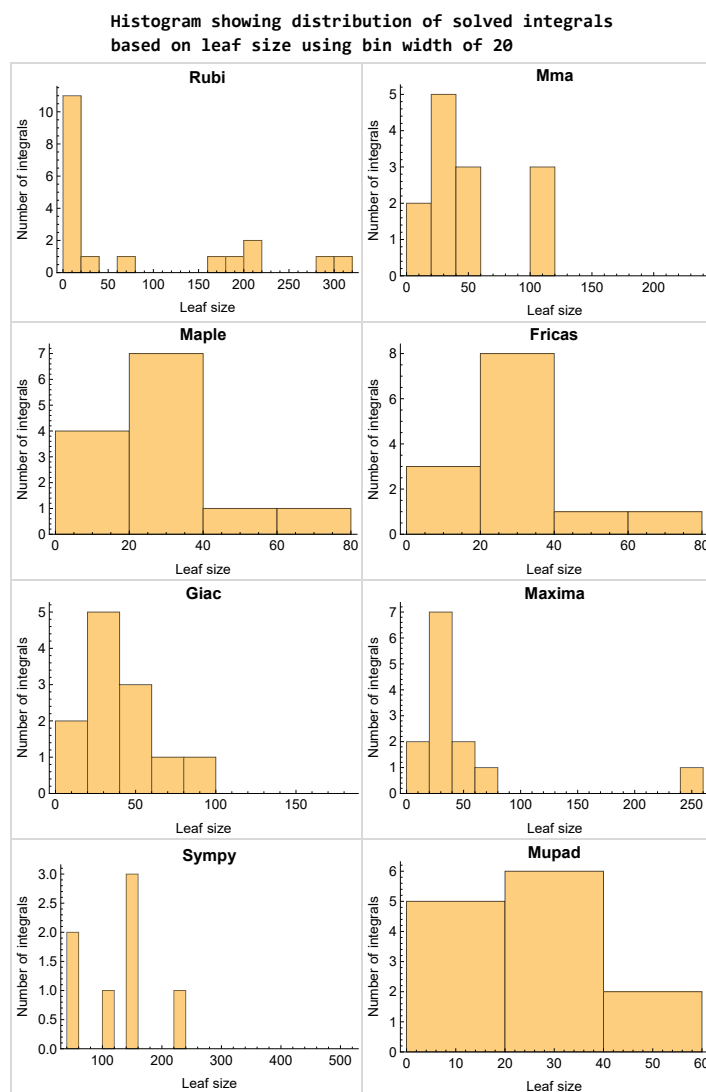 Histogram showing distribution of solved integrals
based on leaf size using bin width of 20
Rubi
Number of integrals
10
8
6
4
2
0
0 50 100 150 200 250 300
Leaf size
Mma
Number of integrals
5
4
3
2
1
0
0 50 100 150 200
Leaf size
Maple
Number of integrals
7
6
5
4
3
2
1
0
0 20 40 60 80
Leaf size
Fricas
Number of integrals
8
6
4
2
0
0 20 40 60 80
Leaf size
Giac
Number of integrals
5
4
3
2
1
0
0 50 100 150
Leaf size
Maxima
Number of integrals
7
6
5
4
3
2
1
0
0 50 100 150 200 250
Leaf size
Sympy
Number of integrals
3.0
2.5
2.0
1.5
1.0
0.5
0.0
100 200 300 400 500
Leaf size
Mupad
Number of integrals
6
5
4
3
2
1
0
0 10 20 30 40 50 60
Leaf size